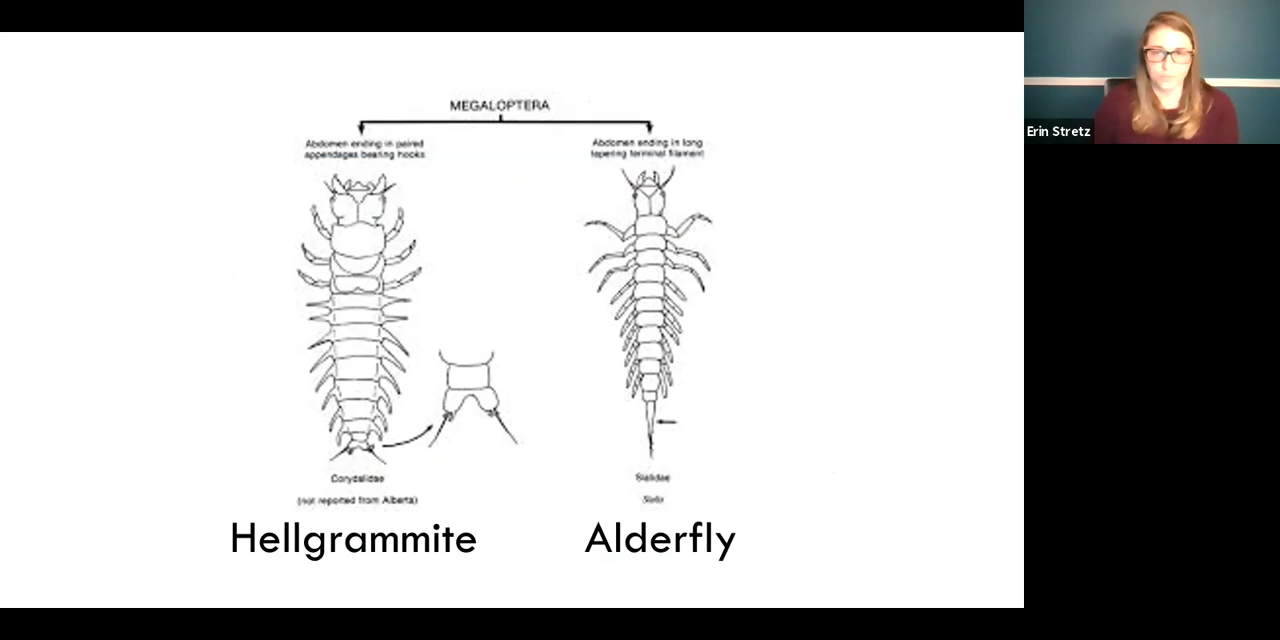 MEGALOPTERA
Abdomen ending in paired
appendages bearing hooks
Abdomen ending in long
tapering terminal filament
Corydalidae
(not reported from Alberta)
Sialidae
Sialis
Hellgrammite
Alderfly
Erin Stretz